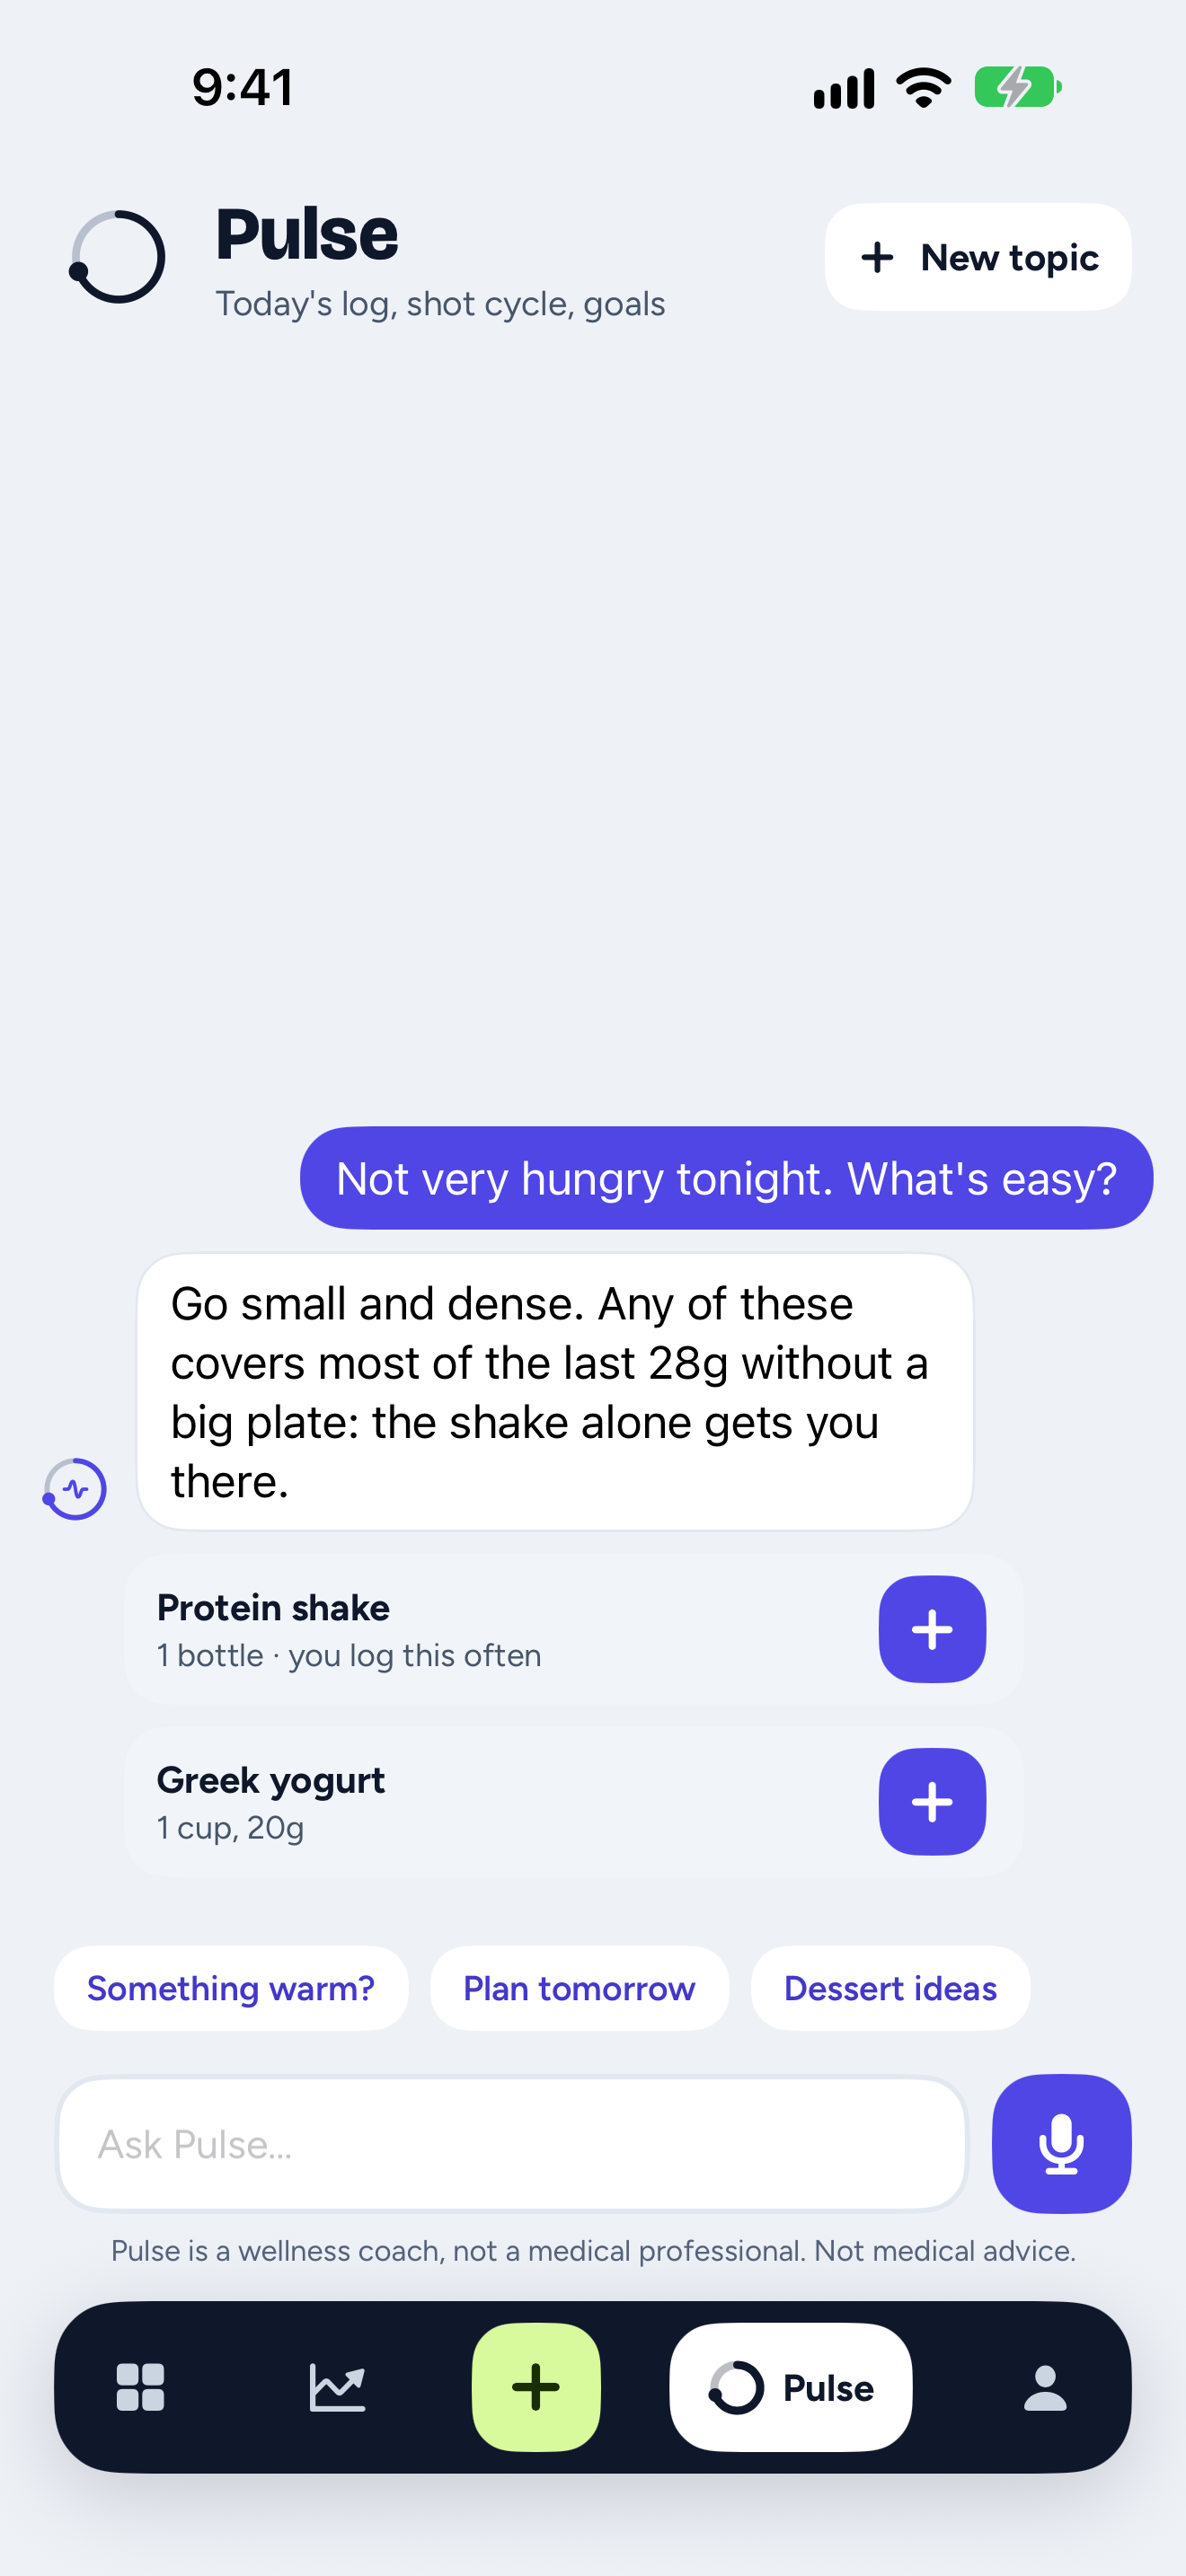 9:41
Pulse
Today's log, shot cycle, goals
New topic
Not very hungry tonight. What's easy?
Go small and dense. Any of these
covers most of the last 28g without a
big plate: the shake alone gets you
there.
Protein shake
1 bottle · you log this often
Greek yogurt
1 cup, 20g
Something warm?
Plan tomorrow
Dessert ideas
Ask Pulse...
Pulse is a wellness coach, not a medical professional. Not medical advice.
Pulse